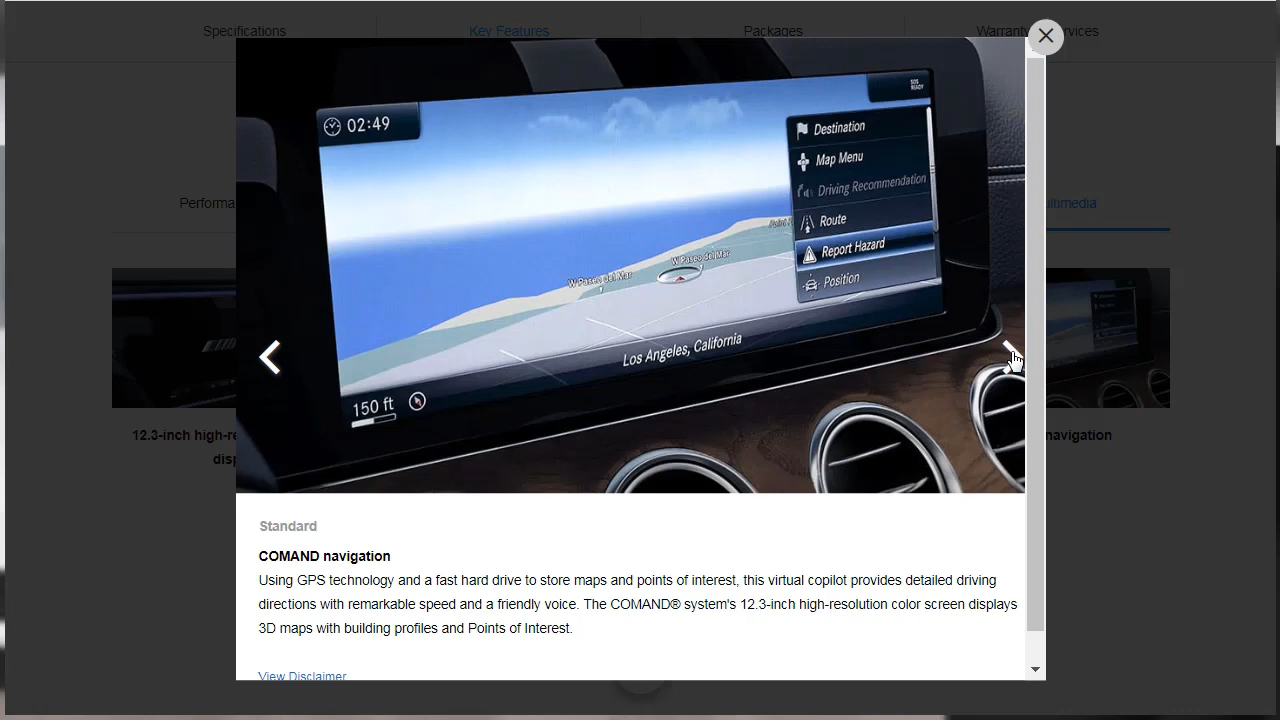 Specifications
Key Features
Packages
Performa
ultimedia
02:49
SOS
READY
Destination
Map Menu
Driving Recommendation
Route
Report Hazard
Position
W Paseo del Mar
W Paseo del Mar
Los Angeles, California
150 ft
12.3-inch high-re
disp
navigation
Standard
COMAND navigation
Using GPS technology and a fast hard drive to store maps and points of interest, this virtual copilot provides detailed driving
directions with remarkable speed and a friendly voice. The COMAND® system's 12.3-inch high-resolution color screen displays
3D maps with building profiles and Points of Interest.
View Disclaimer